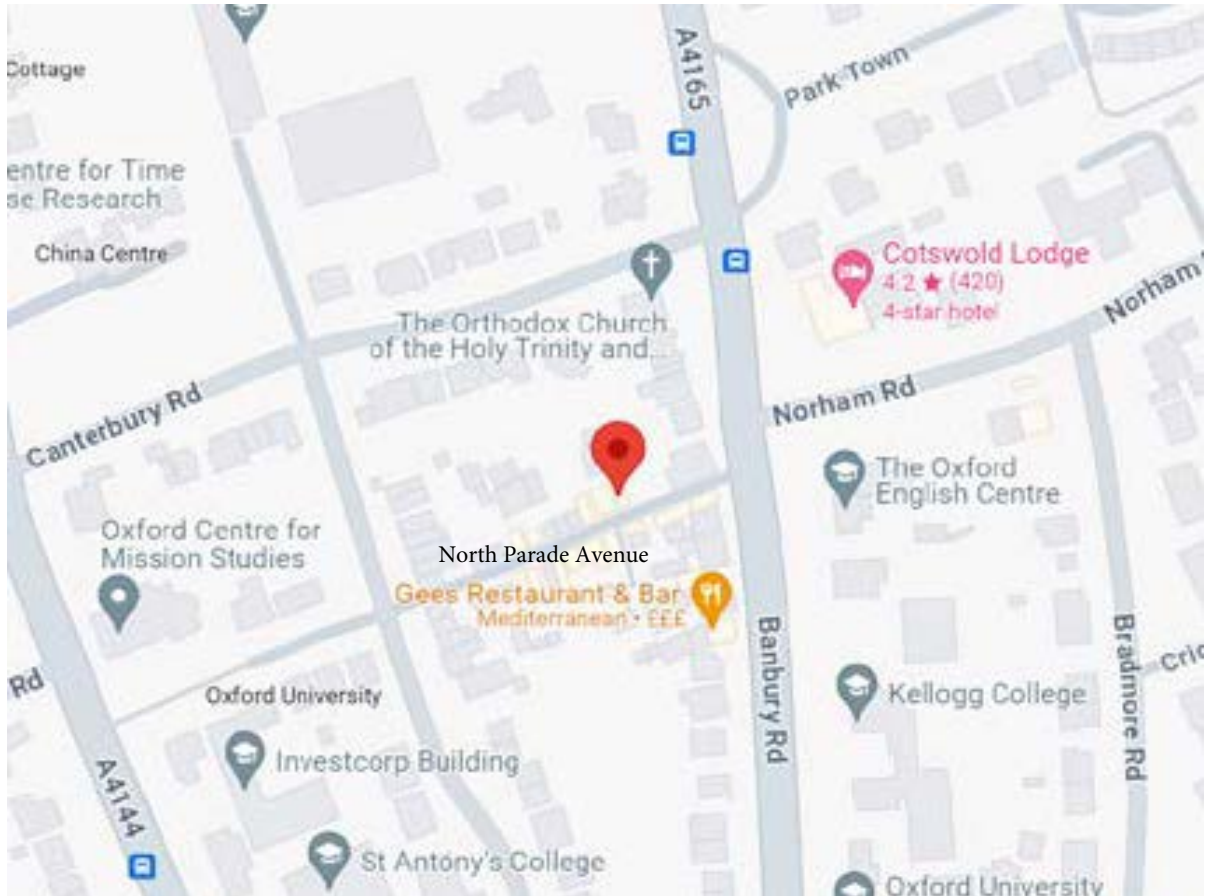 Cottage
A4165
Park Town
entre for Time
se Research
China Centre
Cotswold Lodge
4.2 ★ (420)
4-star hotel
Norham
The Orthodox Church
of the Holy Trinity and...
Canterbury Rd
Norham Rd
The Oxford
English Centre
Oxford Centre for
Mission Studies
North Parade Avenue
Gees Restaurant & Bar
Mediterranean • £££
Banbury Rd
Bradmore Rd
Cric
Rd
Oxford University
Kellogg College
Investcorp Building
A4144
St Antony's College
Oxford University